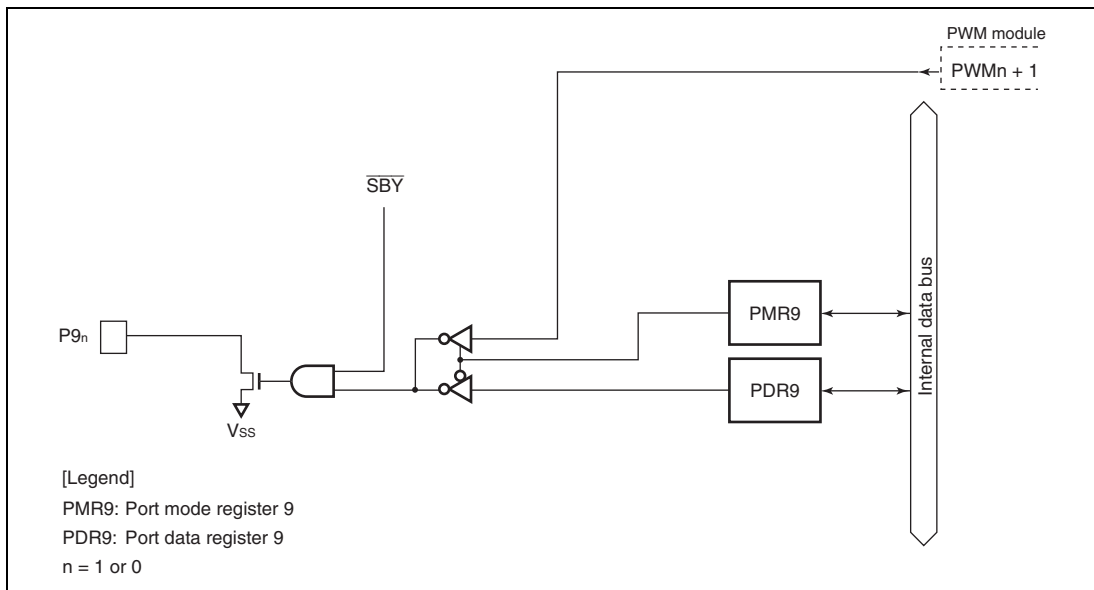 PWM module
PWMn + 1
SBY
PMR9
P9n
PDR9
Internal data bus
VSS
[Legend]
PMR9: Port mode register 9
PDR9: Port data register 9
n = 1 or 0